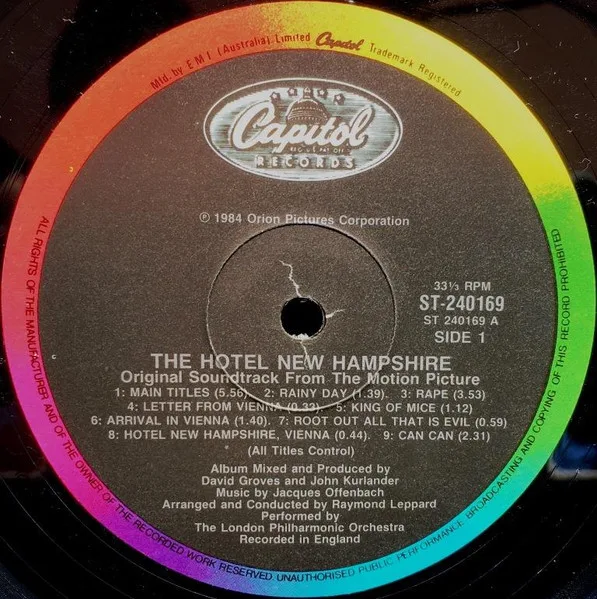 Mfd. by E M I (Australia) Limited Capitol Trademark Registered
Capitol
RECORDS
℗ 1984 Orion Pictures Corporation
33⅓ RPM
ST-240169
ST 240169 A
SIDE 1
THE HOTEL NEW HAMPSHIRE
Original Soundtrack From The Motion Picture
1: MAIN TITLES (5.56). 2: RAINY DAY (1.39). 3: RAPE (3.53)
4: LETTER FROM VIENNA (0.32) 5: KING OF MICE (1.12)
6: ARRIVAL IN VIENNA (1.40). 7: ROOT OUT ALL THAT IS EVIL (0.59)
8: HOTEL NEW HAMPSHIRE, VIENNA (0.44). 9: CAN CAN (2.31)
(All Titles Control)
Album Mixed and Produced by
David Groves and John Kurlander
Music by Jacques Offenbach
Arranged and Conducted by Raymond Leppard
Performed by
The London Philharmonic Orchestra
Recorded in England
ALL RIGHTS OF THE MANUFACTURER AND OF THE OWNER OF THE RECORDED WORK RESERVED. UNAUTHORISED PUBLIC PERFORMANCE BROADCASTING AND COPYING OF THIS RECORD PROHIBITED